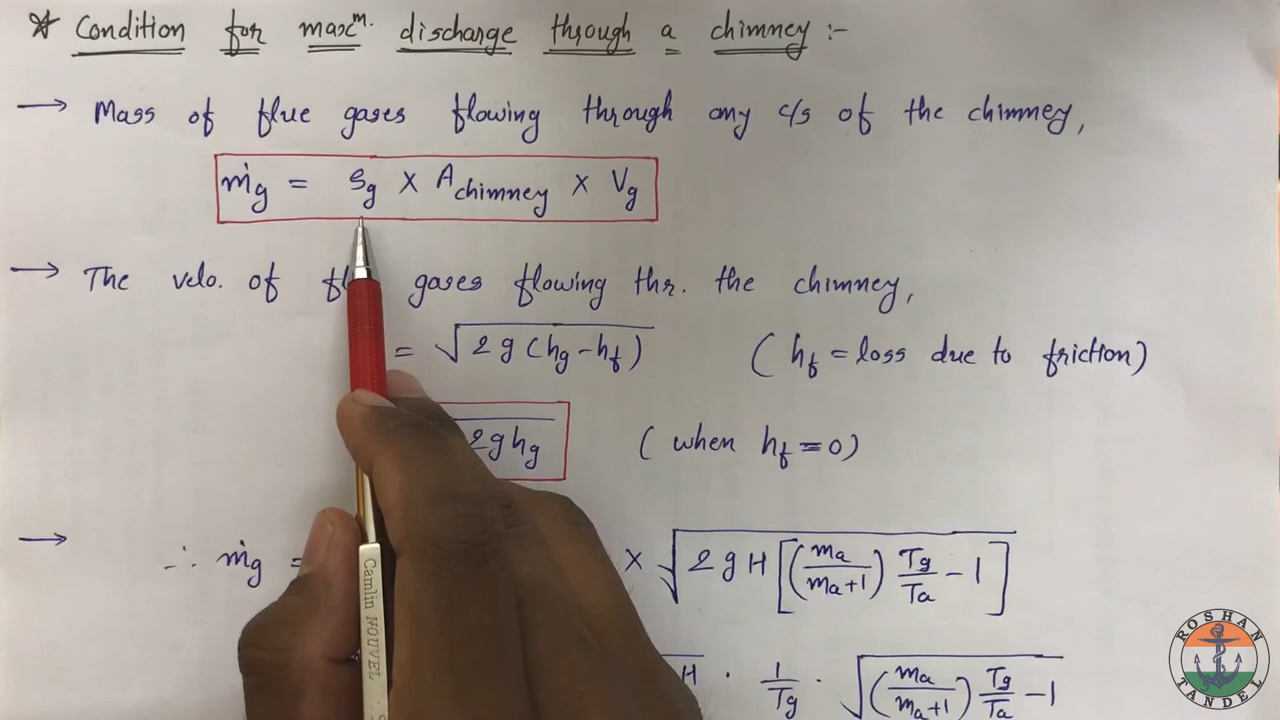 * Condition for maxm. discharge through a chimney :-
→ Mass of flue gases flowing through any c/s of the chimney,
ṁg = ρg × Achimney × Vg
→ The velo. of gases flowing thr. the chimney,
= √2g(hg-hf) (hf = loss due to friction)
2ghg (when hf = 0)
→ ∴ ṁg = × √2gH[(ma/ma+1) Tg/Ta - 1]
H · 1/Tg · √(ma/ma+1) Tg/Ta - 1
ROSHAN
TANDEL
Camlin NOUVEL